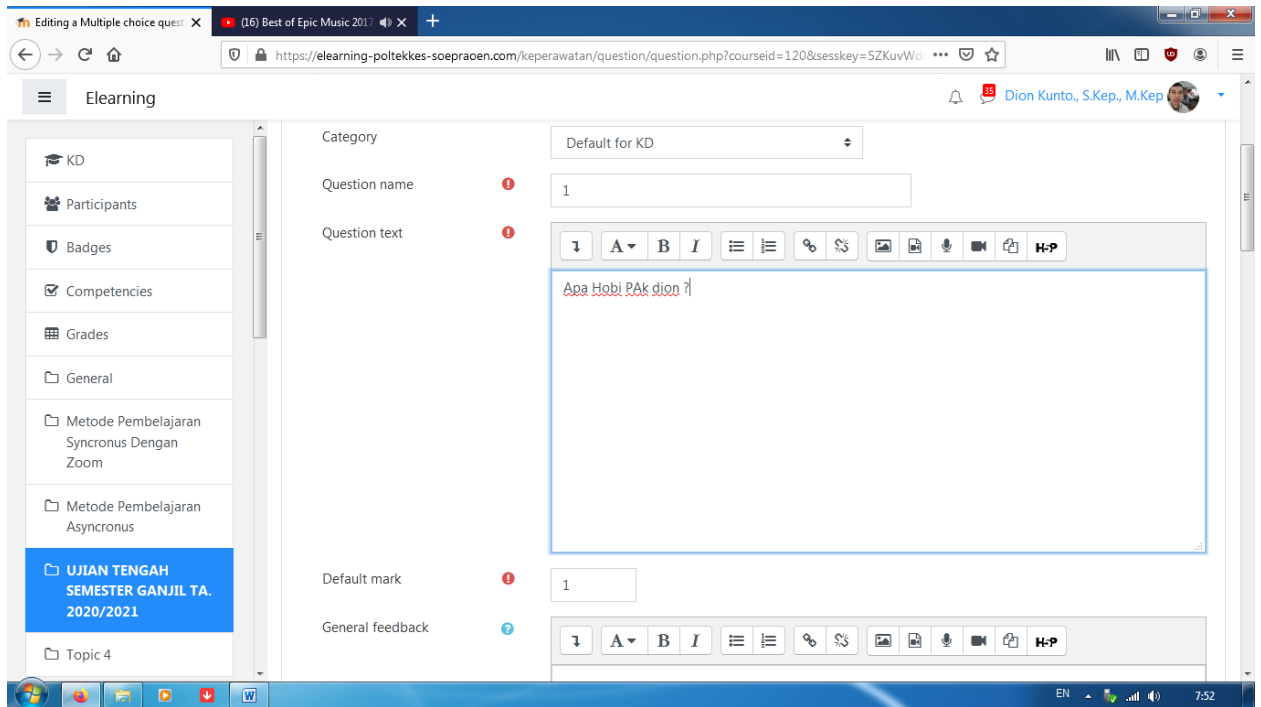 Editing a Multiple choice quest
(16) Best of Epic Music 2017
https://elearning-poltekkes-soepraoen.com/keperawatan/question/question.php?courseid=120&sesskey=5ZKuvWd
Elearning
35
Dion Kunto., S.Kep., M.Kep
KD
Participants
Badges
Competencies
Grades
General
Metode Pembelajaran
Syncronus Dengan
Zoom
Metode Pembelajaran
Asyncronus
UJIAN TENGAH
SEMESTER GANJIL TA.
2020/2021
Topic 4
Category
Default for KD
Question name
1
Question text
A B I H-P
Apa Hobi PAk dion ?
Default mark
1
General feedback
A B I H-P
EN
7:52